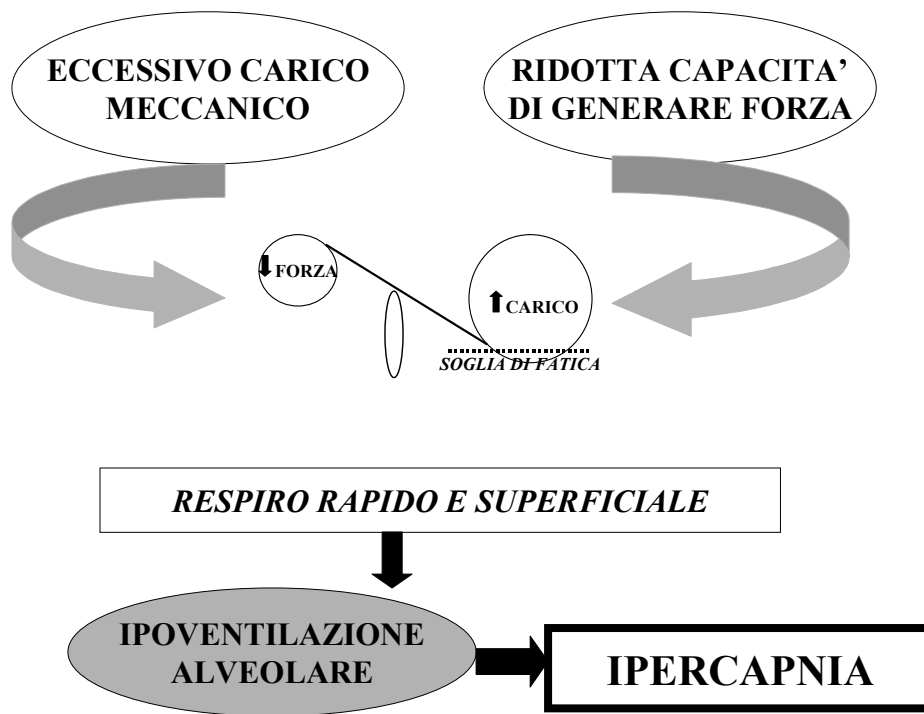 ECCESSIVO CARICO
MECCANICO
RIDOTTA CAPACITA’
DI GENERARE FORZA
FORZA
CARICO
SOGLIA DI FATICA
RESPIRO RAPIDO E SUPERFICIALE
IPOVENTILAZIONE
ALVEOLARE
IPERCAPNIA